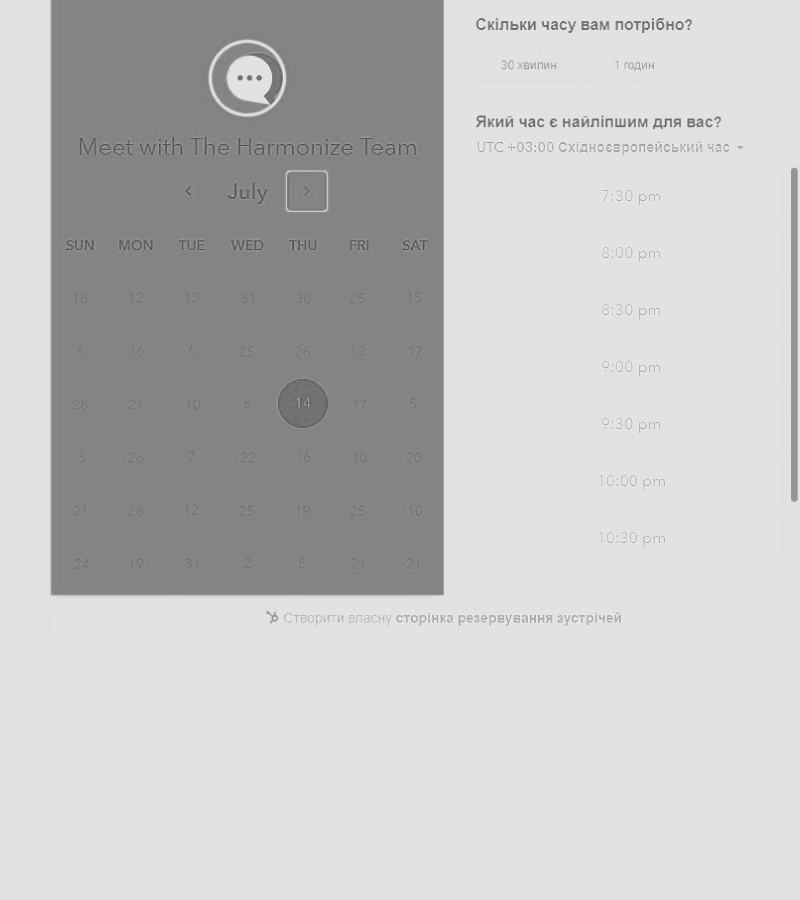 Meet with The Harmonize Team
July
SUN MON TUE WED THU FRI SAT
18 12 13 31 30 25 15
6 16 6 25 28 12 17
28 21 10 6 14 17 5
3 26 7 22 16 10 20
21 28 12 25 19 25 10
24 19 31 2 5 21 21
Скільки часу вам потрібно?
30 хвилин 1 годин
Який час є найліпшим для вас?
UTC +03:00 Східноєвропейський час
7:30 pm
8:00 pm
8:30 pm
9:00 pm
9:30 pm
10:00 pm
10:30 pm
Створити власну сторінка резервування зустрічей